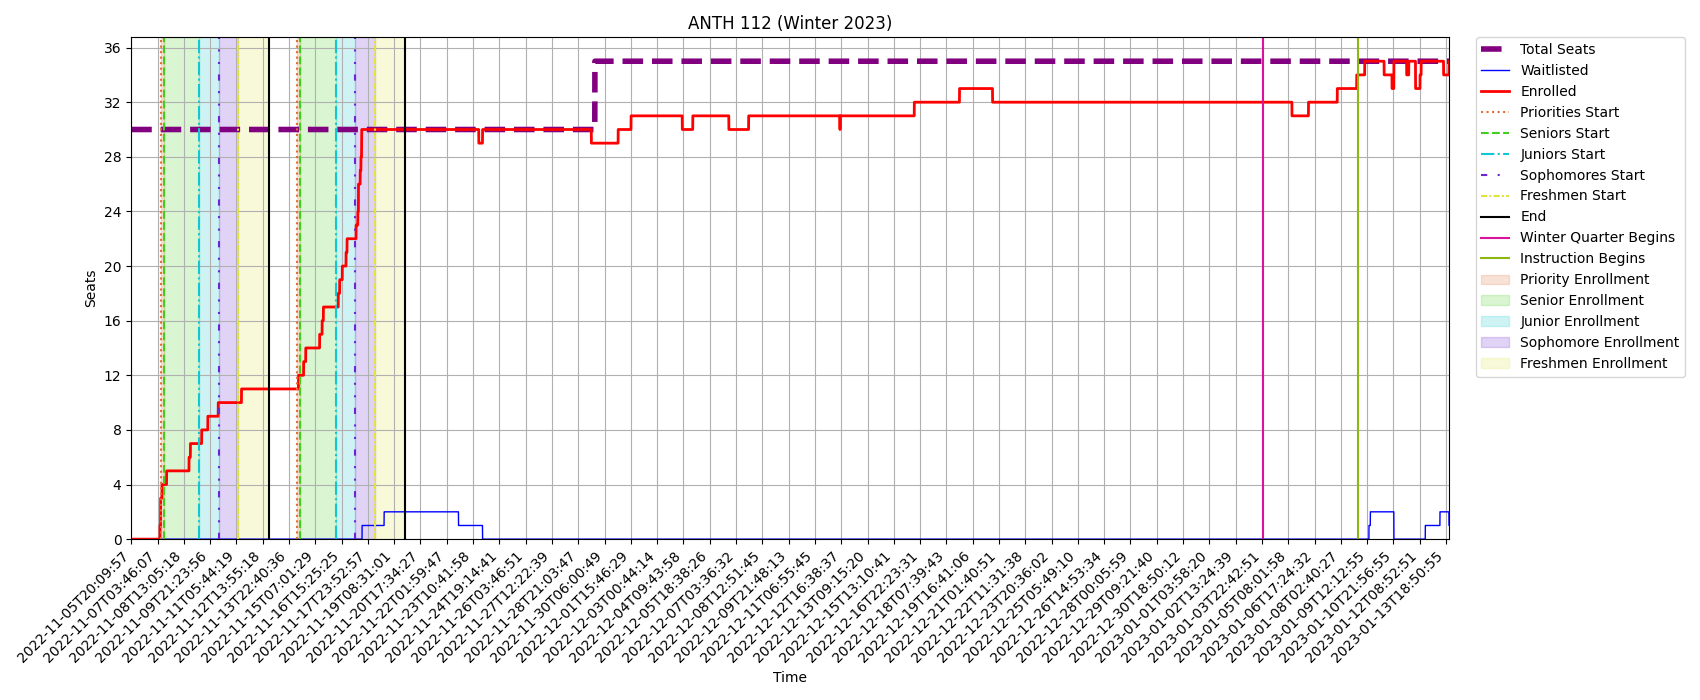 ANTH 112 (Winter 2023)
36
32
28
24
20
16
12
8
4
0
Seats
2022-11-05T20:09:57
2022-11-07T03:46:07
2022-11-08T13:05:18
2022-11-09T21:23:56
2022-11-11T05:44:19
2022-11-12T13:55:18
2022-11-13T22:40:36
2022-11-15T07:01:29
2022-11-16T15:25:25
2022-11-17T23:52:57
2022-11-19T08:31:01
2022-11-20T17:34:27
2022-11-22T01:59:47
2022-11-23T10:41:58
2022-11-24T19:14:41
2022-11-26T03:46:51
2022-11-27T12:22:39
2022-11-28T21:03:47
2022-11-30T06:00:49
2022-12-01T15:46:29
2022-12-03T00:44:14
2022-12-04T09:43:58
2022-12-05T18:38:26
2022-12-07T03:36:32
2022-12-08T12:51:45
2022-12-09T21:48:13
2022-12-11T06:55:45
2022-12-12T16:38:37
2022-12-13T09:15:20
2022-12-15T13:10:41
2022-12-16T22:23:31
2022-12-18T07:39:43
2022-12-19T16:41:06
2022-12-21T01:40:51
2022-12-22T11:31:38
2022-12-23T20:36:02
2022-12-25T05:49:10
2022-12-26T14:53:34
2022-12-28T00:05:59
2022-12-29T09:21:40
2022-12-30T18:50:12
2023-01-01T03:58:20
2023-01-02T13:24:39
2023-01-03T22:42:51
2023-01-05T08:01:58
2023-01-06T17:24:32
2023-01-08T02:40:27
2023-01-09T12:12:55
2023-01-10T21:56:55
2023-01-12T08:52:51
2023-01-13T18:50:55
Time
Total Seats
Waitlisted
Enrolled
Priorities Start
Seniors Start
Juniors Start
Sophomores Start
Freshmen Start
End
Winter Quarter Begins
Instruction Begins
Priority Enrollment
Senior Enrollment
Junior Enrollment
Sophomore Enrollment
Freshmen Enrollment